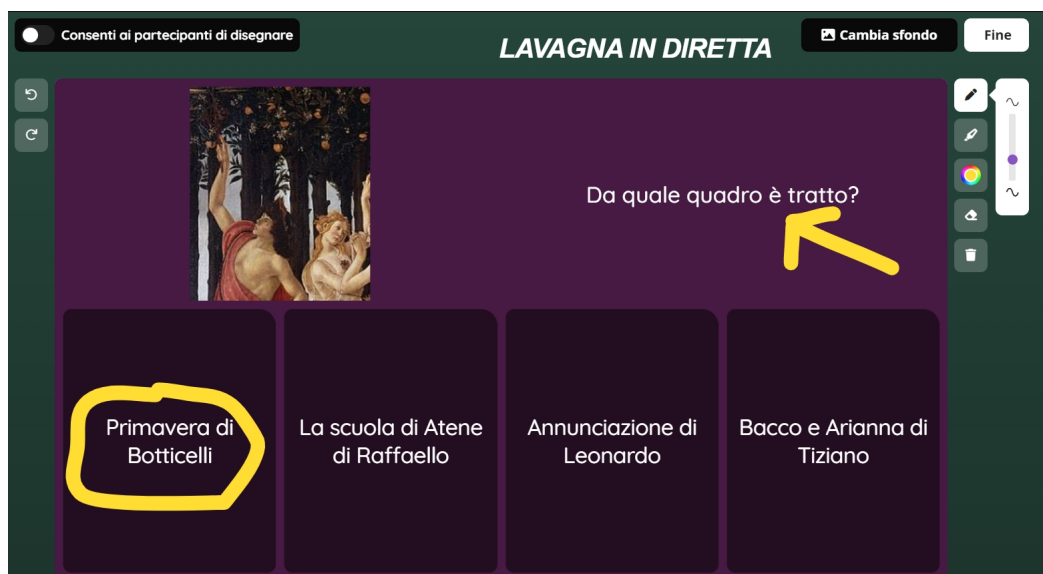 Consenti ai partecipanti di disegnare
LAVAGNA IN DIRETTA
Cambia sfondo
Fine
Da quale quadro è tratto?
Primavera di
Botticelli
La scuola di Atene
di Raffaello
Annunciazione di
Leonardo
Bacco e Arianna di
Tiziano